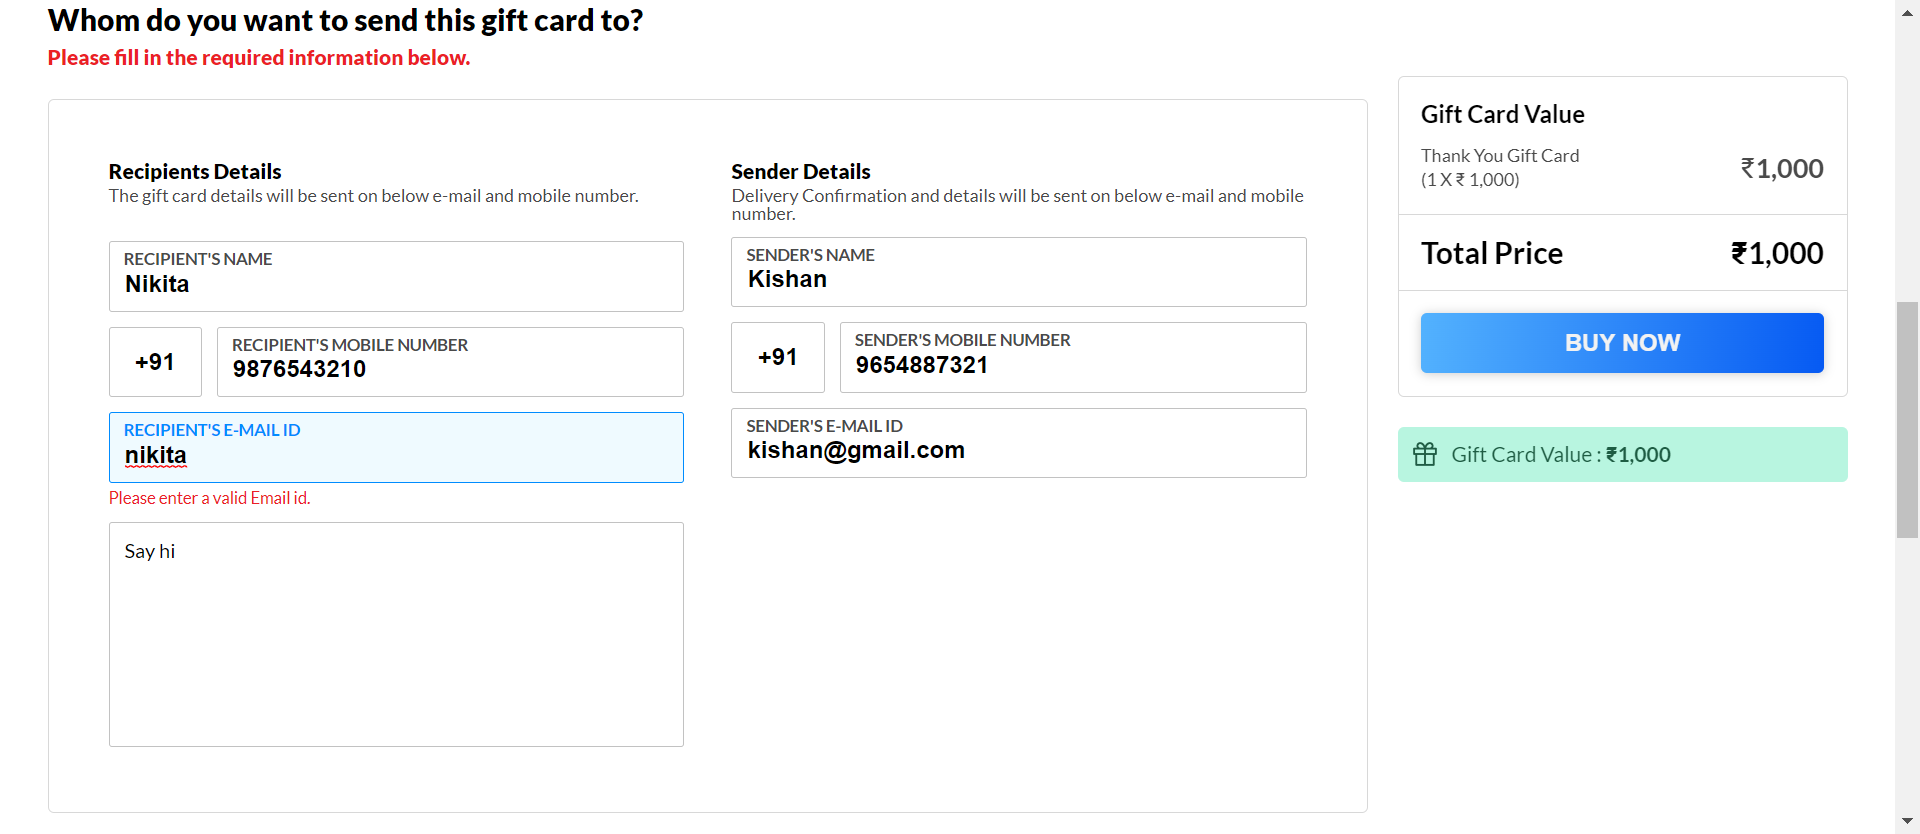 Whom do you want to send this gift card to?
Please fill in the required information below.
Recipients Details
The gift card details will be sent on below e-mail and mobile number.
RECIPIENT'S NAME
Nikita
+91
RECIPIENT'S MOBILE NUMBER
9876543210
RECIPIENT'S E-MAIL ID
nikita
Please enter a valid Email id.
Say hi
Sender Details
Delivery Confirmation and details will be sent on below e-mail and mobile
number.
SENDER'S NAME
Kishan
+91
SENDER'S MOBILE NUMBER
9654887321
SENDER'S E-MAIL ID
kishan@gmail.com
Gift Card Value
Thank You Gift Card
(1 X ₹ 1,000)
₹1,000
Total Price ₹1,000
BUY NOW
Gift Card Value : ₹1,000